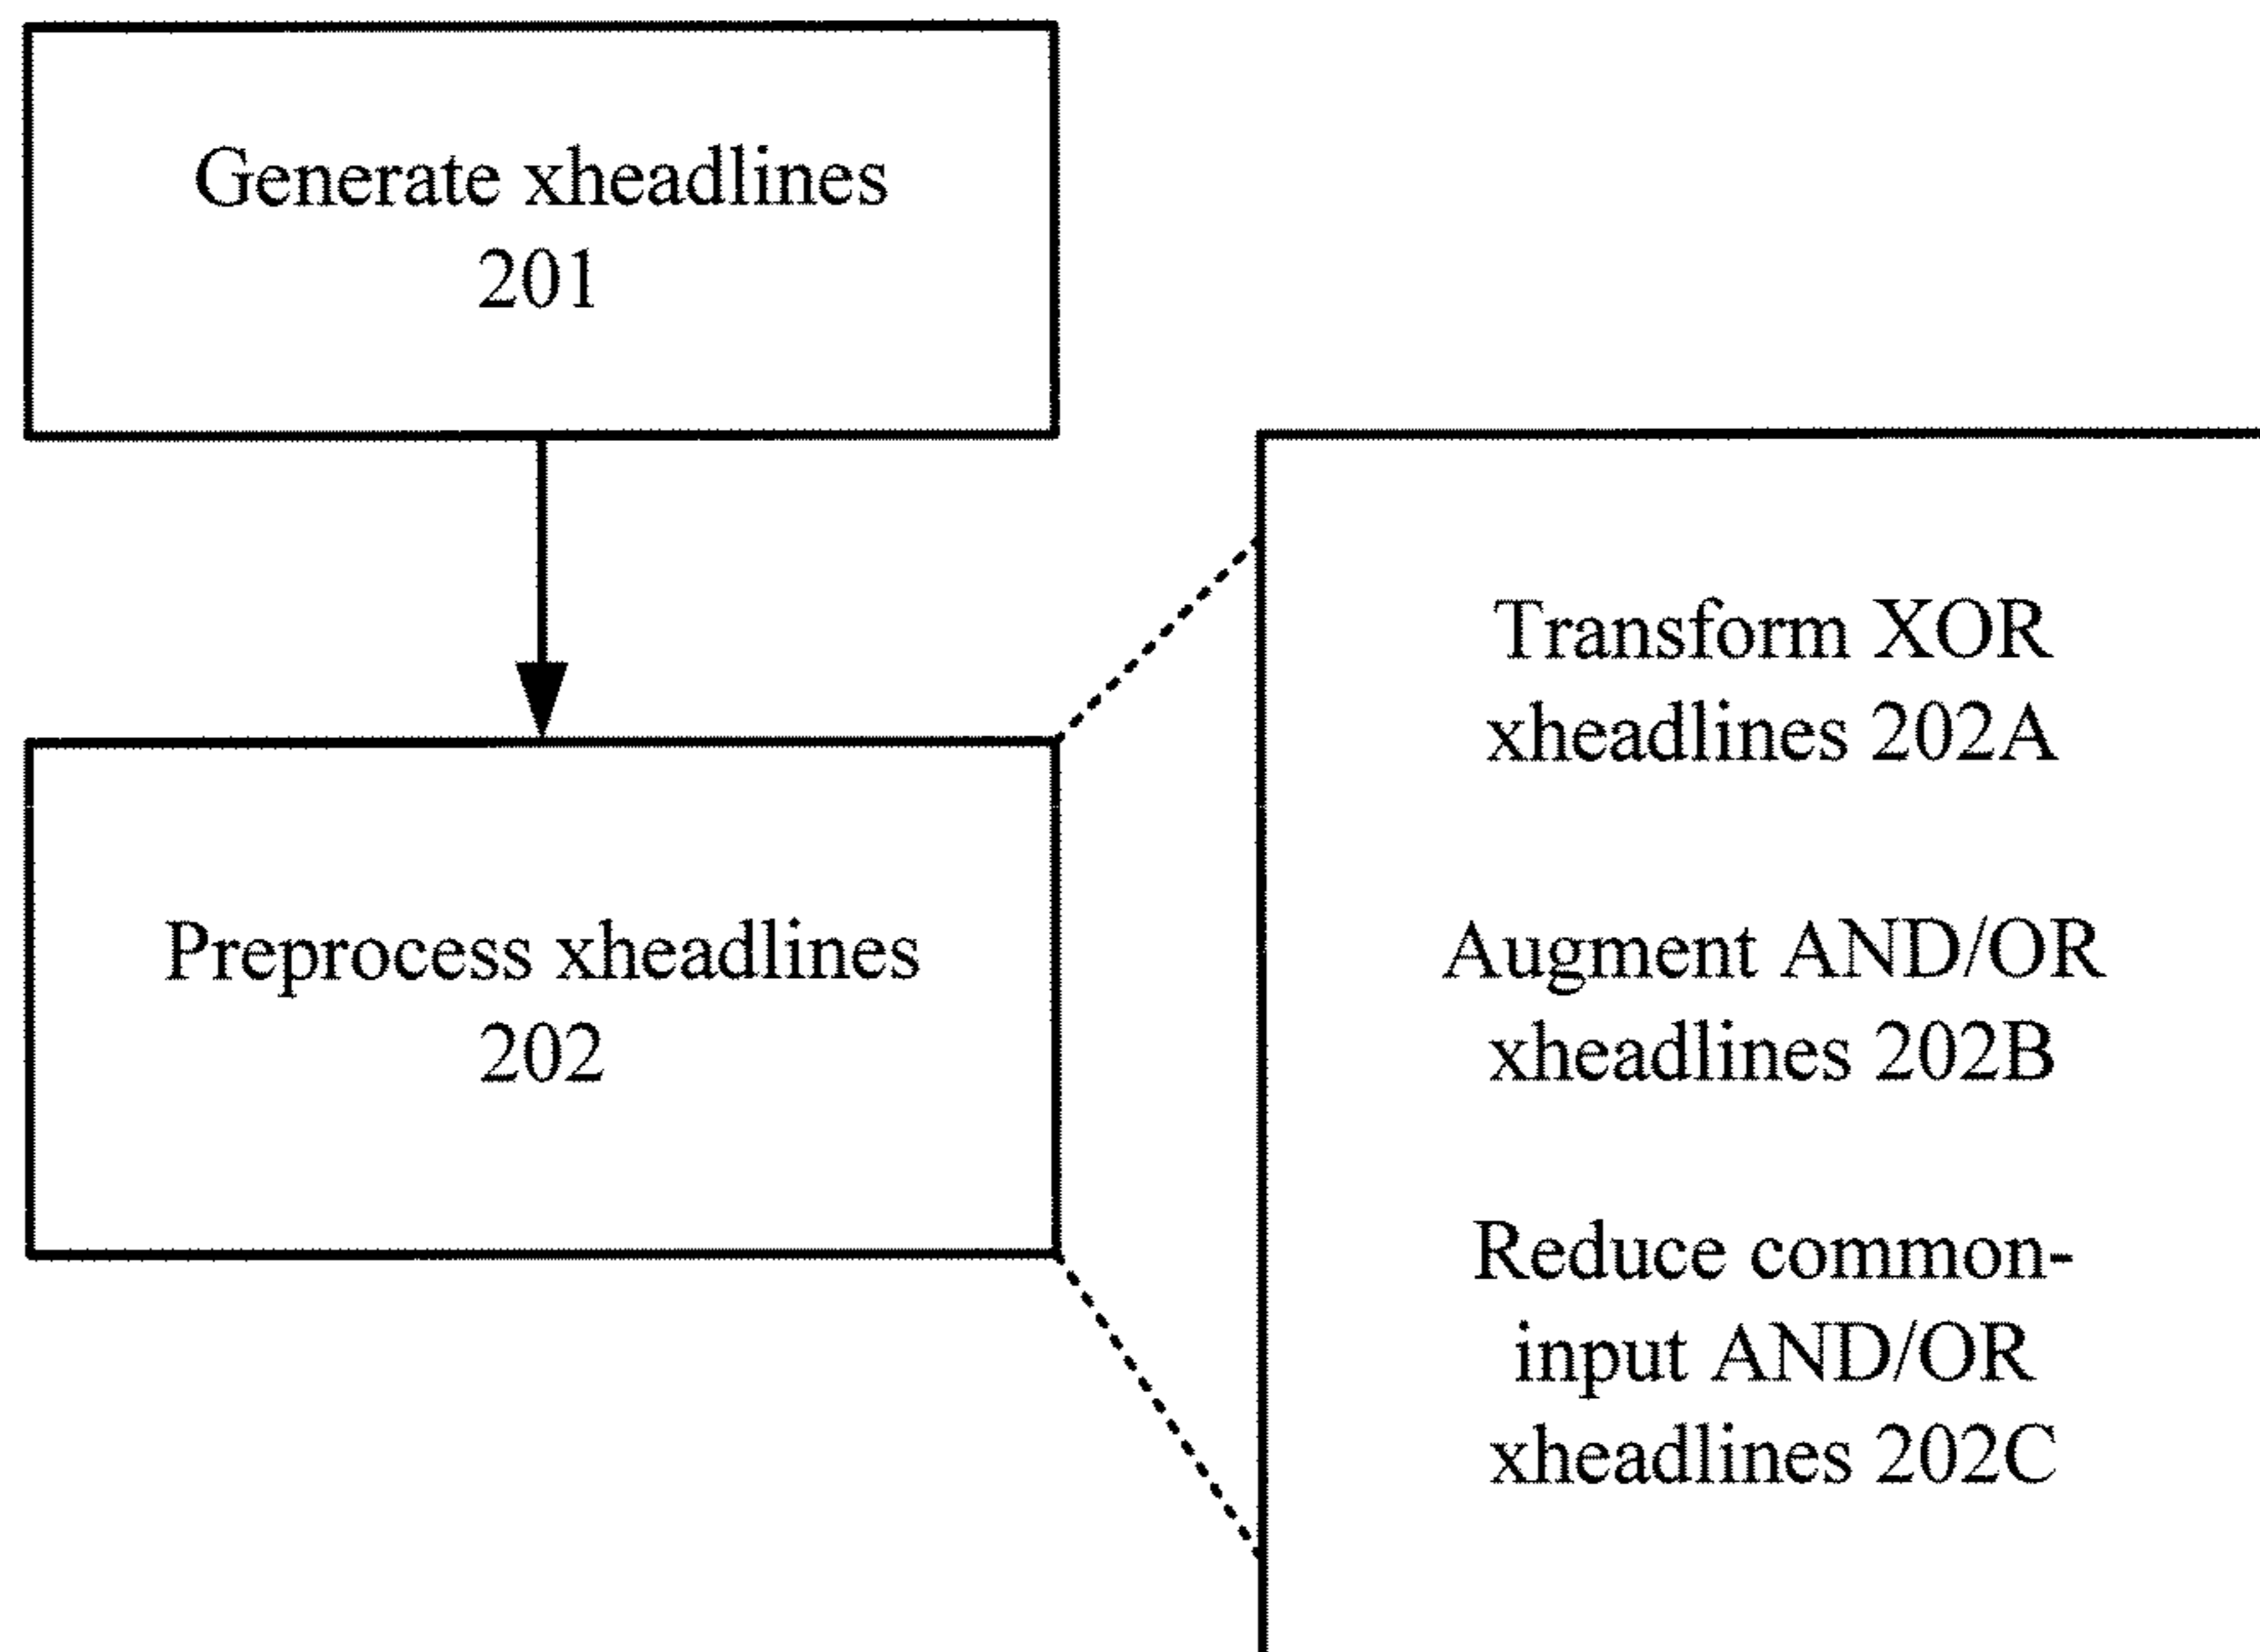 Generate xheadlines
201
Preprocess xheadlines
202
Transform XOR
xheadlines 202A
Augment AND/OR
xheadlines 202B
Reduce common-
input AND/OR
xheadlines 202C